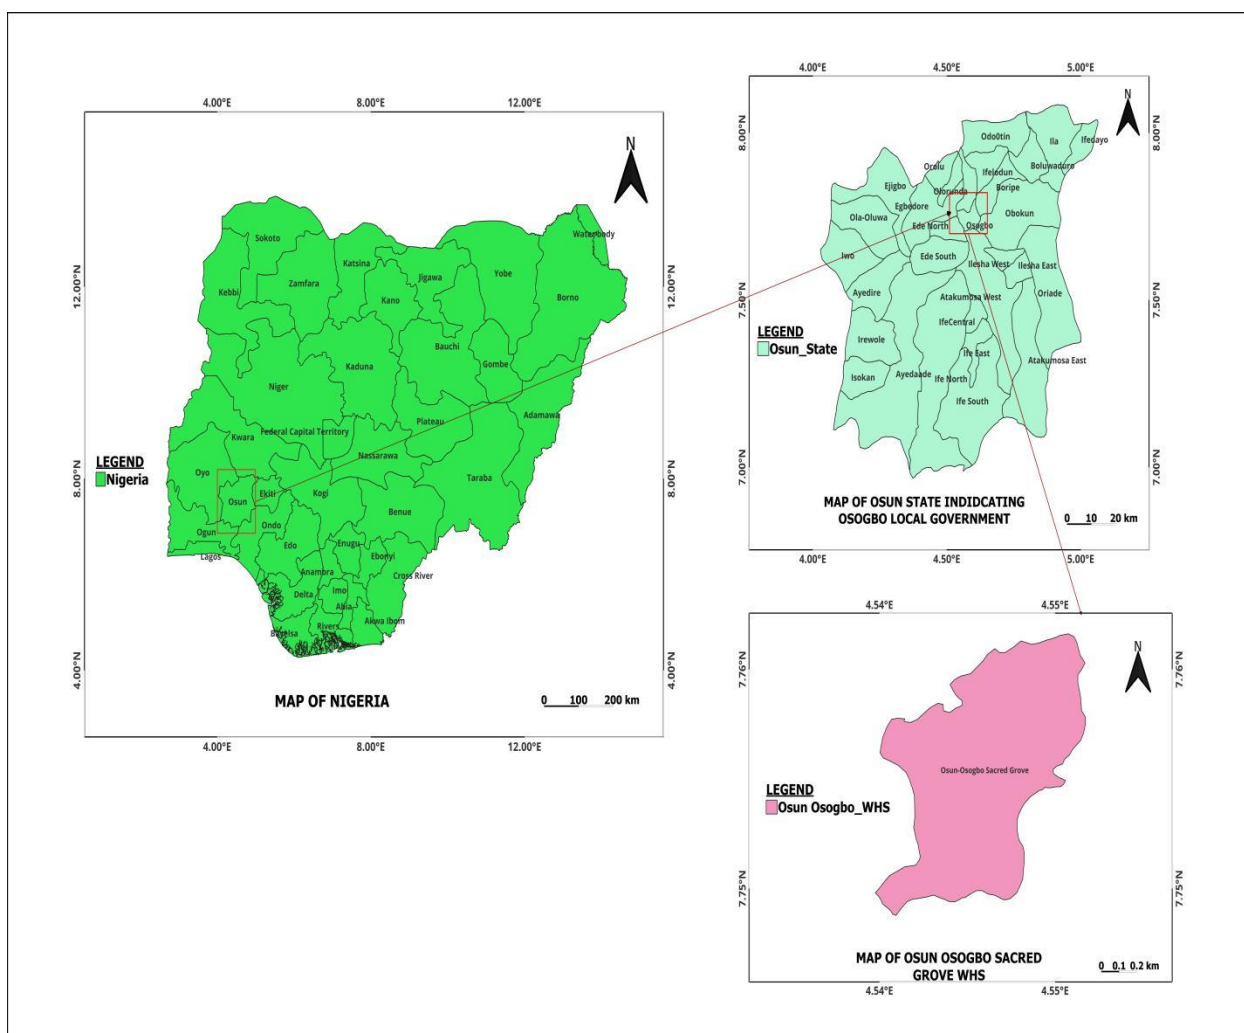 4.00°E 8.00°E 12.00°E
N
12.00°N
8.00°N
4.00°N
12.00°N
8.00°N
4.00°N
Sokoto
Katsina
Waterbody
Jigawa
Yobe
Zamfara
Kebbi
Kano
Borno
Bauchi
Kaduna
Gombe
Niger
Adamawa
Plateau
Federal Capital Territory
Kwara
Nassarawa
Oyo
Taraba
Kogi
Ekiti
Osun
Benue
Ondo
Ogun
Edo
Enugu
Lagos
Ebonyi
Anambra
Cross River
Delta
Imo
Abia
Akwa Ibom
Rivers
Bayelsa
LEGEND
Nigeria
MAP OF NIGERIA
0 100 200 km
4.00°E 8.00°E 12.00°E
4.00°E 4.50°E 5.00°E
N
8.00°N
7.50°N
7.00°N
8.00°N
7.50°N
7.00°N
Odo0tin
Ila
Ifedayo
Orolu
Ifelodun
Boluwaduro
Ejigbo
Olorunda
Boripe
Egbedore
Ola-Oluwa
Obokun
Ede North
Osogbo
Iwo
Ede South
Ilesha West
Ilesha East
Ayedire
Atakumosa West
Oriade
IfeCentral
Irewole
Ife East
Atakumosa East
Isokan
Ayedaade
Ife North
Ife South
LEGEND
Osun_State
MAP OF OSUN STATE INDIDCATING
OSOGBO LOCAL GOVERNMENT
0 10 20 km
4.00°E 4.50°E 5.00°E
4.54°E 4.55°E
N
7.76°N
7.75°N
7.76°N
7.75°N
Osun-Osogbo Sacred Grove
LEGEND
Osun Osogbo_WHS
MAP OF OSUN OSOGBO SACRED
GROVE WHS
0 0.1 0.2 km
4.54°E 4.55°E